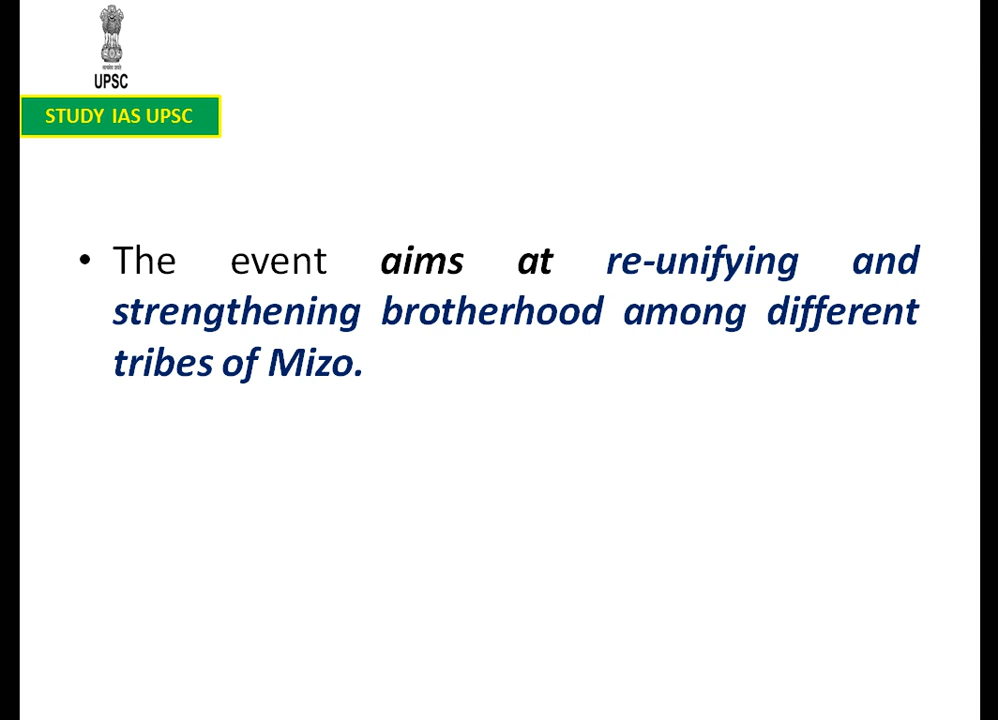 UPSC
STUDY IAS UPSC
• The event aims at re-unifying and
strengthening brotherhood among different
tribes of Mizo.